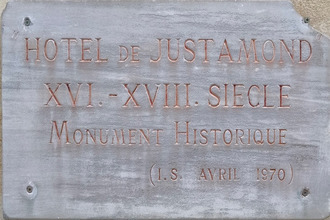 HOTEL DE JUSTAMOND
XVI.-XVIII. SIECLE
MONUMENT HISTORIQUE
(I.S. AVRIL 1970)